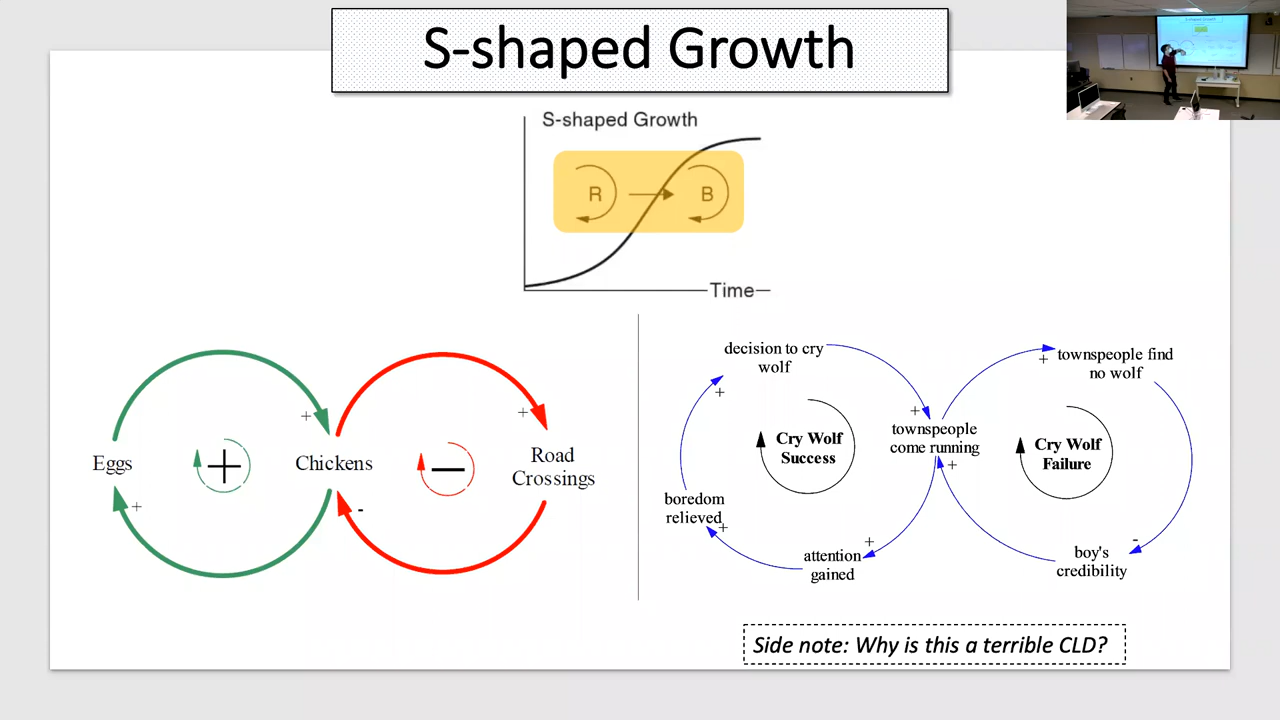 S-shaped Growth
S-shaped Growth
R
B
Time
Eggs
+
+
+
Chickens
-
−
+
Road
Crossings
decision to cry
wolf
+
+
Cry Wolf
Success
boredom
relieved
+
attention
gained
+
townspeople
come running
+
+
townspeople find
no wolf
Cry Wolf
Failure
-
boy's
credibility
Side note: Why is this a terrible CLD?